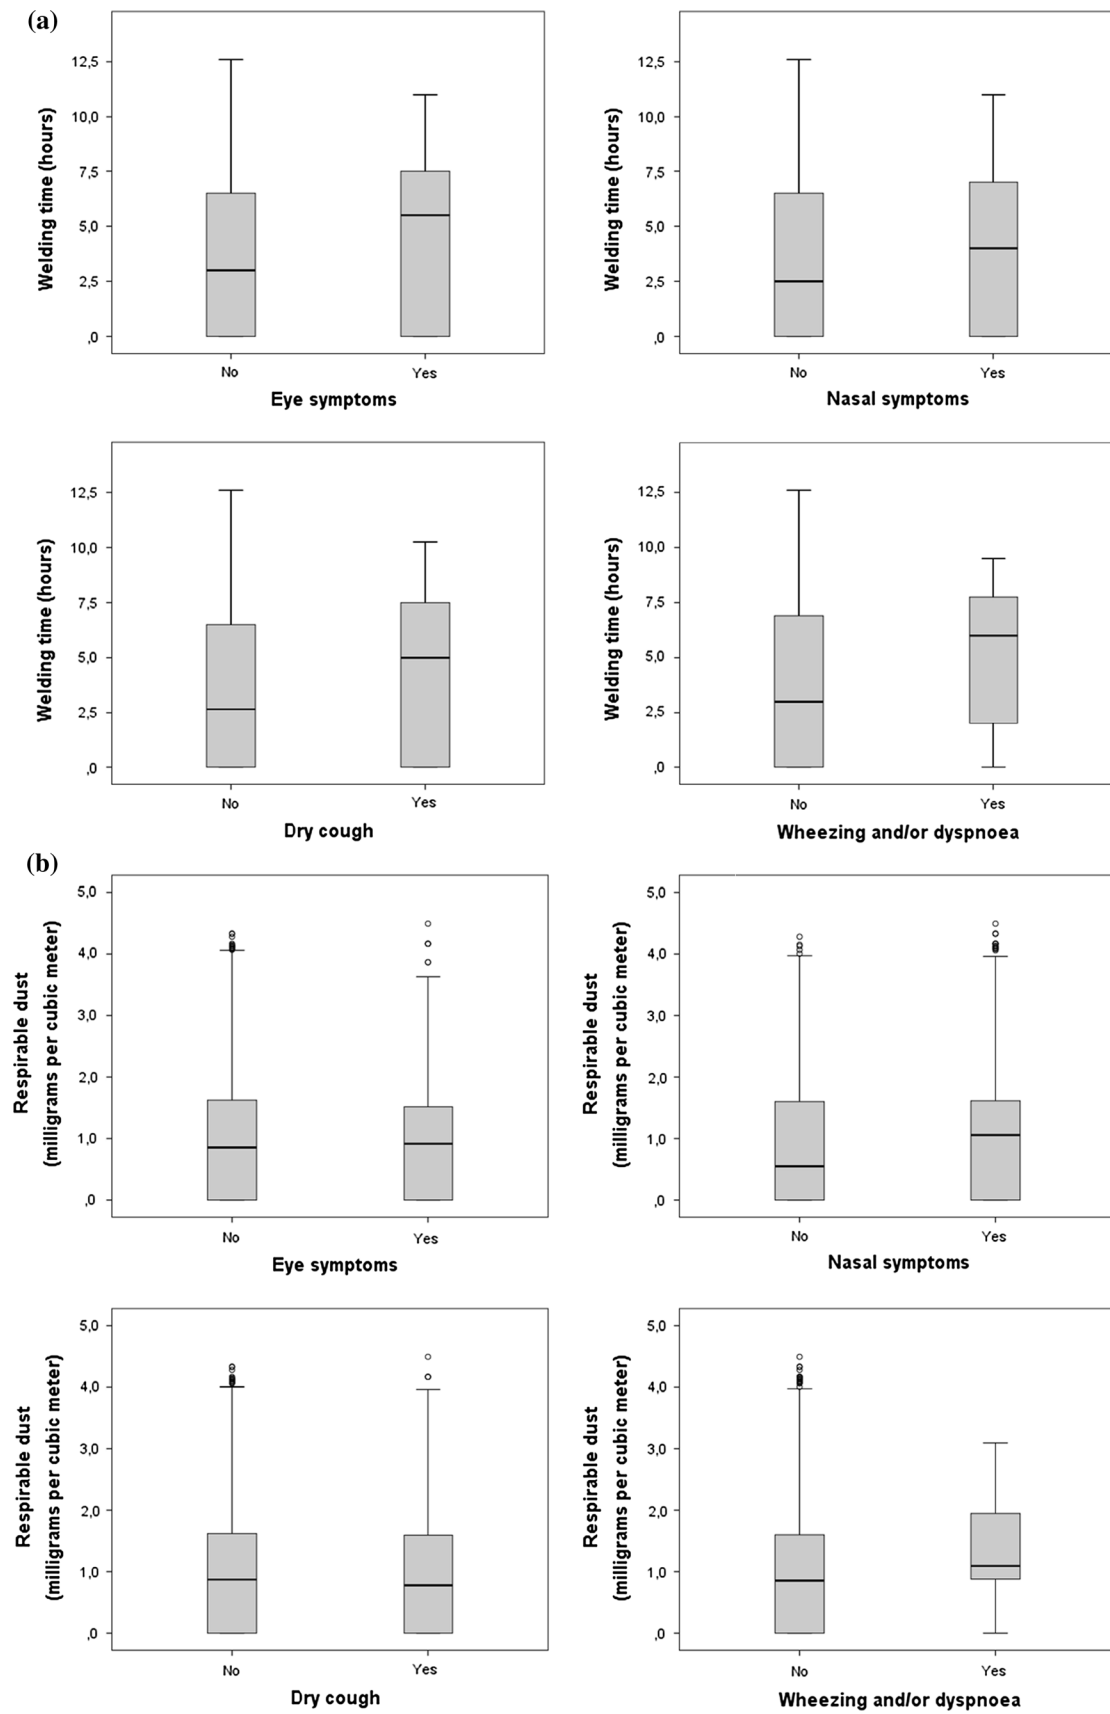 (a)
12,5
10,0
7,5
5,0
2,5
,0
Welding time (hours)
No
Yes
Eye symptoms
12,5
10,0
7,5
5,0
2,5
,0
Welding time (hours)
No
Yes
Nasal symptoms
12,5
10,0
7,5
5,0
2,5
,0
Welding time (hours)
No
Yes
Dry cough
12,5
10,0
7,5
5,0
2,5
,0
Welding time (hours)
No
Yes
Wheezing and/or dyspnoea
(b)
5,0
4,0
3,0
2,0
1,0
,0
Respirable dust
(milligrams per cubic meter)
No
Yes
Eye symptoms
5,0
4,0
3,0
2,0
1,0
,0
Respirable dust
(milligrams per cubic meter)
No
Yes
Nasal symptoms
5,0
4,0
3,0
2,0
1,0
,0
Respirable dust
(milligrams per cubic meter)
No
Yes
Dry cough
5,0
4,0
3,0
2,0
1,0
,0
Respirable dust
(milligrams per cubic meter)
No
Yes
Wheezing and/or dyspnoea